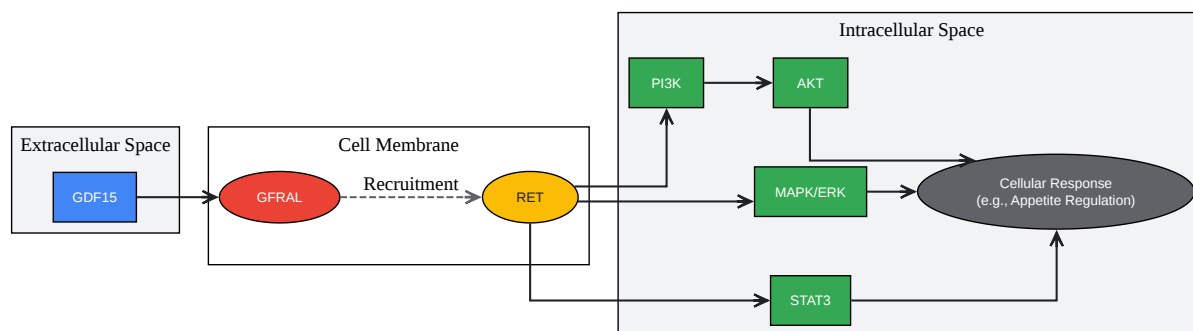 Intracellular Space
PI3K
AKT
Extracellular Space
GDF15
Cell Membrane
GFRAL
Recruitment
RET
MAPK/ERK
STAT3
Cellular Response
(e.g., Appetite Regulation)